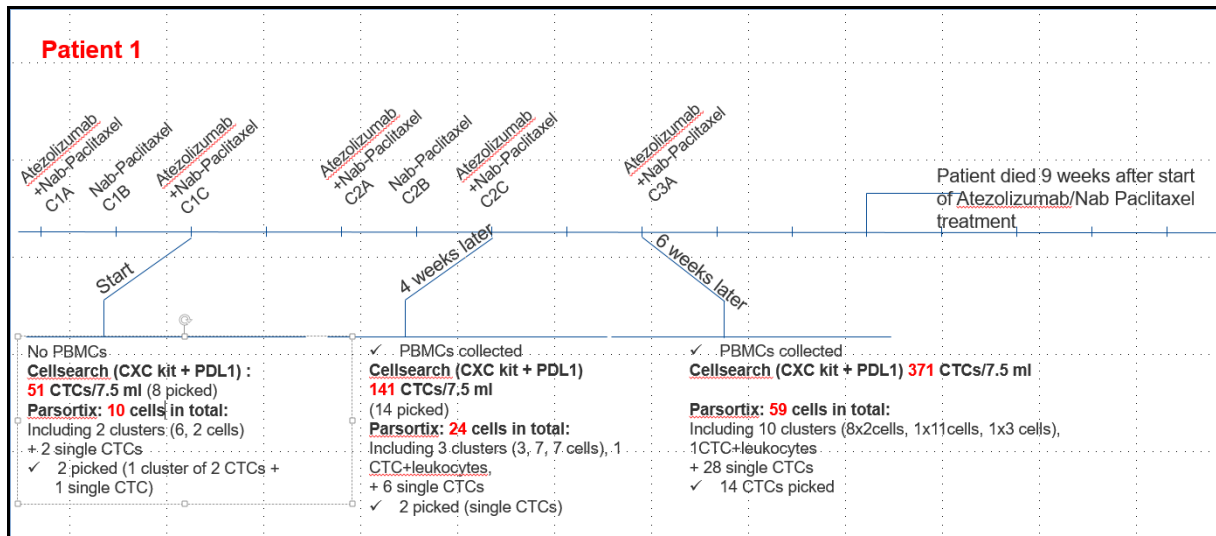 Patient 1
Atezolizumab
+Nab-Paclitaxel
C1A
Nab-Paclitaxel
C1B
Atezolizumab
+Nab-Paclitaxel
C1C
Atezolizumab
+Nab-Paclitaxel
C2A
Nab-Paclitaxel
C2B
Atezolizumab
+Nab-Paclitaxel
C2C
Atezolizumab
+Nab-Paclitaxel
C3A
Patient died 9 weeks after start
of Atezolizumab/Nab Paclitaxel
treatment
Start
4 weeks later
6 weeks later
No PBMCs
Cellsearch (CXC kit + PDL1) :
51 CTCs/7.5 ml (8 picked)
Parsortix: 10 cells in total:
Including 2 clusters (6, 2 cells)
+ 2 single CTCs
✓ 2 picked (1 cluster of 2 CTCs +
1 single CTC)
✓ PBMCs collected
Cellsearch (CXC kit + PDL1)
141 CTCs/7.5 ml
(14 picked)
Parsortix: 24 cells in total:
Including 3 clusters (3, 7, 7 cells), 1
CTC+leukocytes,
+ 6 single CTCs
✓ 2 picked (single CTCs)
✓ PBMCs collected
Cellsearch (CXC kit + PDL1) 371 CTCs/7.5 ml
Parsortix: 59 cells in total:
Including 10 clusters (8x2cells, 1x11cells, 1x3 cells),
1CTC+leukocytes
+ 28 single CTCs
✓ 14 CTCs picked